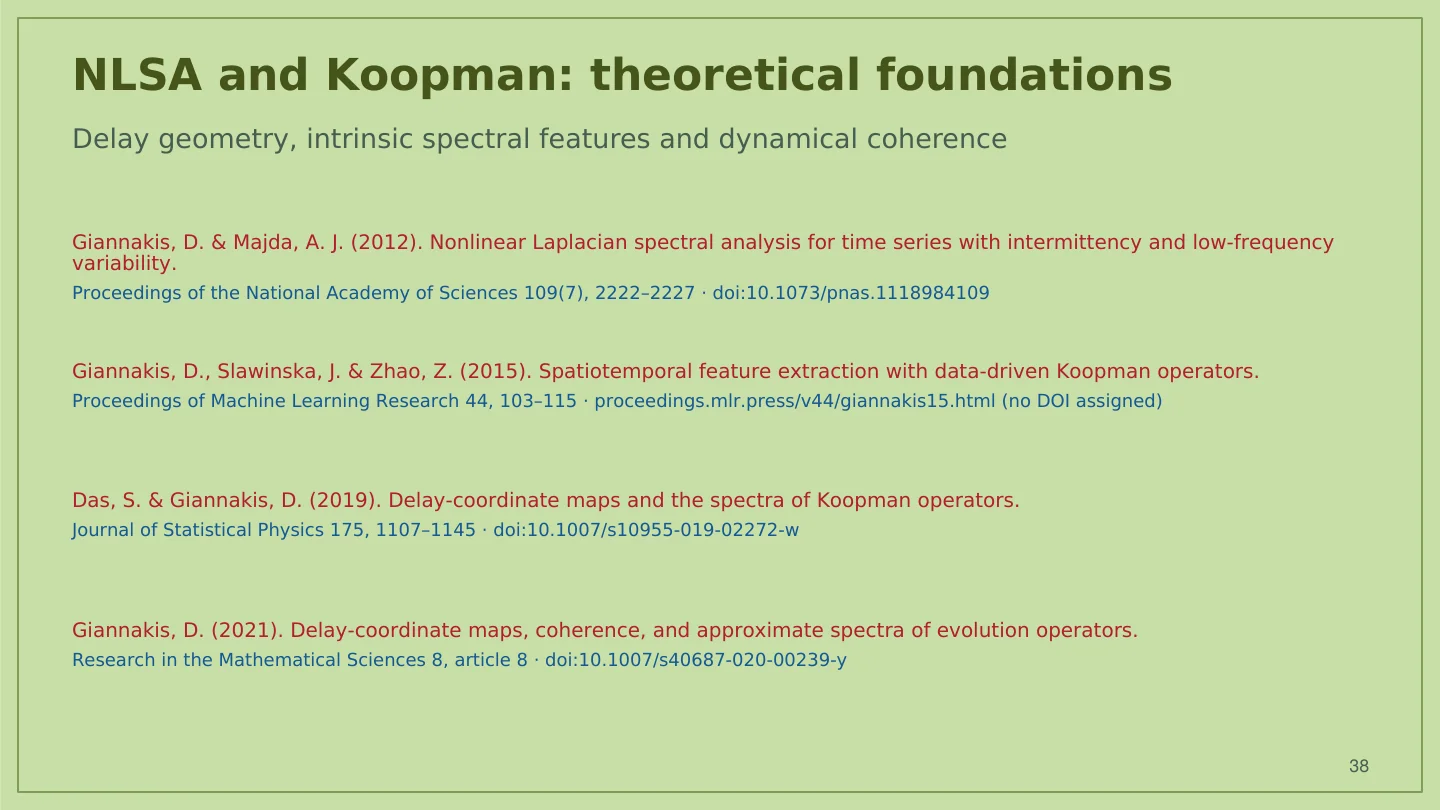 NLSA and Koopman: theoretical foundations
Delay geometry, intrinsic spectral features and dynamical coherence
Giannakis, D. & Majda, A. J. (2012). Nonlinear Laplacian spectral analysis for time series with intermittency and low-frequency
variability.
Proceedings of the National Academy of Sciences 109(7), 2222–2227 · doi:10.1073/pnas.1118984109
Giannakis, D., Slawinska, J. & Zhao, Z. (2015). Spatiotemporal feature extraction with data-driven Koopman operators.
Proceedings of Machine Learning Research 44, 103–115 · proceedings.mlr.press/v44/giannakis15.html (no DOI assigned)
Das, S. & Giannakis, D. (2019). Delay-coordinate maps and the spectra of Koopman operators.
Journal of Statistical Physics 175, 1107–1145 · doi:10.1007/s10955-019-02272-w
Giannakis, D. (2021). Delay-coordinate maps, coherence, and approximate spectra of evolution operators.
Research in the Mathematical Sciences 8, article 8 · doi:10.1007/s40687-020-00239-y
38